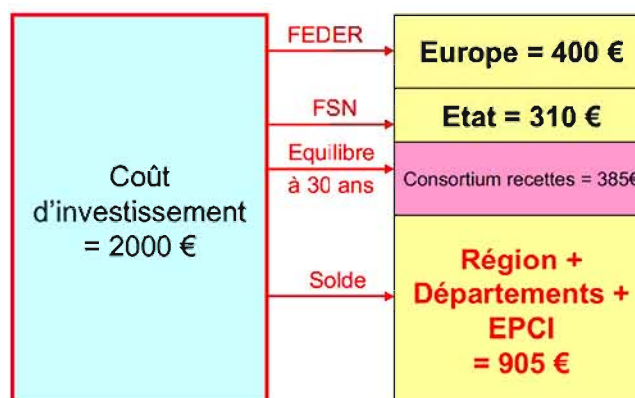 Coût
d'investissement
= 2000 €
FEDER
FSN
Equilibre
à 30 ans
Solde
Europe = 400 €
Etat = 310 €
Consortium recettes = 385€
Région +
Départements +
EPCI
= 905 €